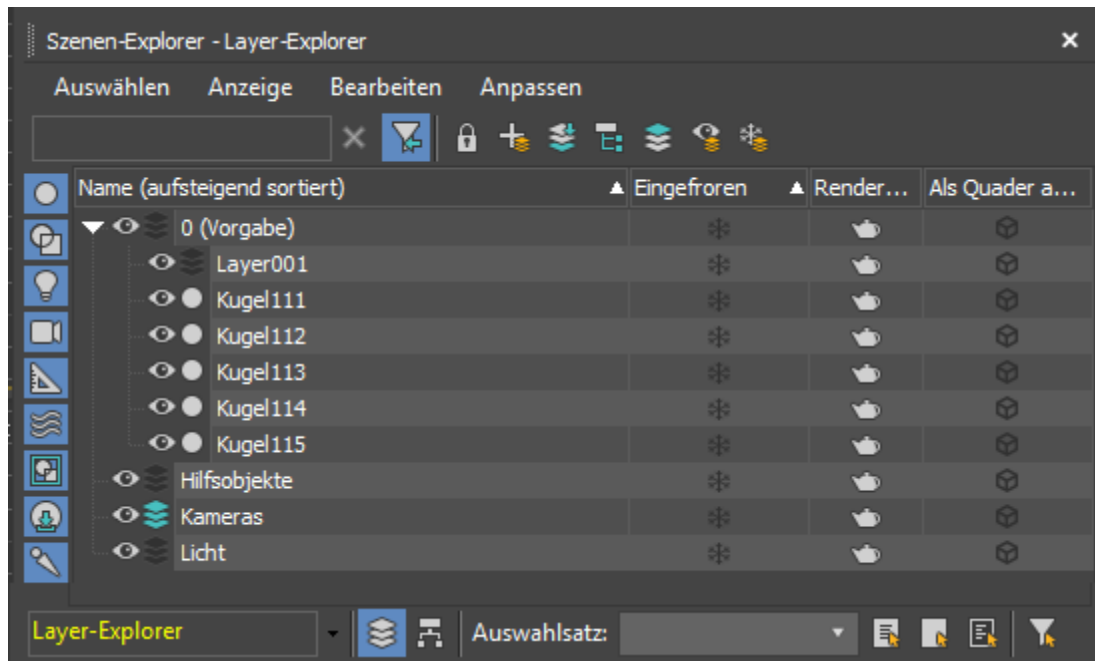 Szenen-Explorer - Layer-Explorer
Auswählen Anzeige Bearbeiten Anpassen
Name (aufsteigend sortiert) Eingefroren Render... Als Quader a...
0 (Vorgabe)
Layer001
Kugel111
Kugel112
Kugel113
Kugel114
Kugel115
Hilfsobjekte
Kameras
Licht
Layer-Explorer Auswahlsatz: